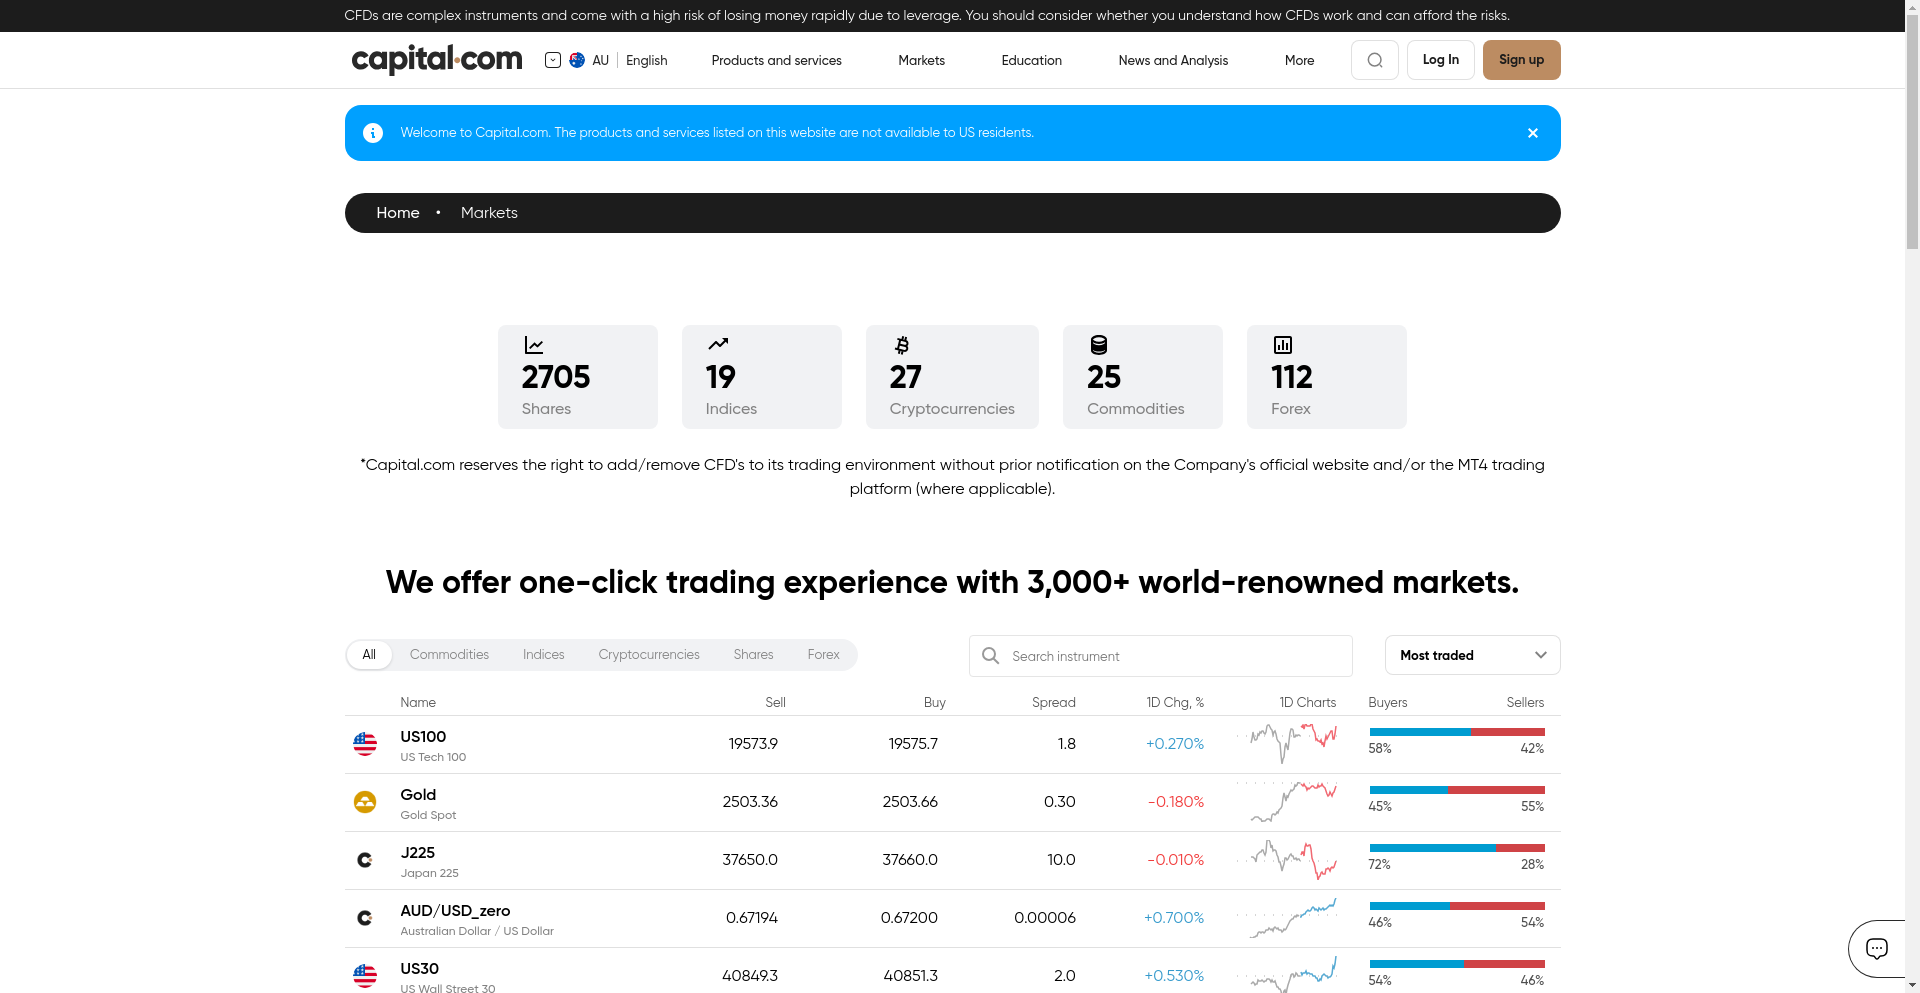 CFDs are complex instruments and come with a high risk of losing money rapidly due to leverage. You should consider whether you understand how CFDs work and can afford the risks.
capital.com AU English Products and services Markets Education News and Analysis More Log In Sign up
Welcome to Capital.com. The products and services listed on this website are not available to US residents.
Home • Markets
2705 19 27 25 112
Shares Indices Cryptocurrencies Commodities Forex
*Capital.com reserves the right to add/remove CFD's to its trading environment without prior notification on the Company's official website and/or the MT4 trading
platform (where applicable).
We offer one-click trading experience with 3,000+ world-renowned markets.
All Commodities Indices Cryptocurrencies Shares Forex Search instrument Most traded
Name Sell Buy Spread 1D Chg, % 1D Charts Buyers Sellers
US100 19573.9 19575.7 1.8 +0.270%
US Tech 100 58% 42%
Gold 2503.36 2503.66 0.30 -0.180%
Gold Spot 45% 55%
J225 37650.0 37660.0 10.0 -0.010%
Japan 225 72% 28%
AUD/USD_zero 0.67194 0.67200 0.00006 +0.700%
Australian Dollar / US Dollar 46% 54%
US30 40849.3 40851.3 2.0 +0.530%
US Wall Street 30 54% 46%